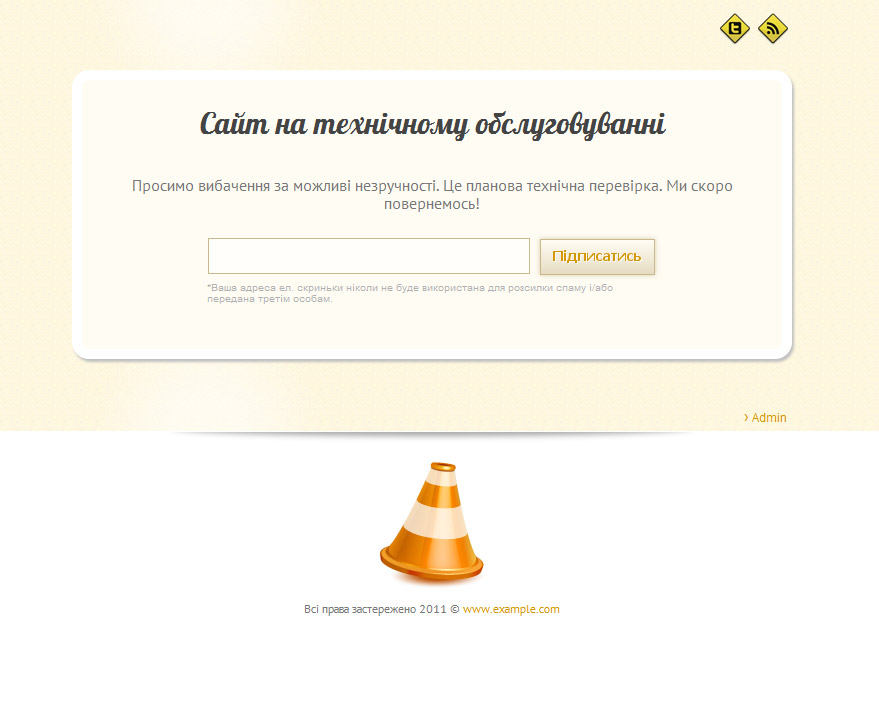 Сайт на технічному обслуговуванні
Просимо вибачення за можливі незручності. Це планова технічна перевірка. Ми скоро
повернемось!
Підписатись
*Ваша адреса ел. скриньки ніколи не буде використана для розсилки спаму і/або
передана третім особам.
› Admin
Всі права застережено 2011 © www.example.com